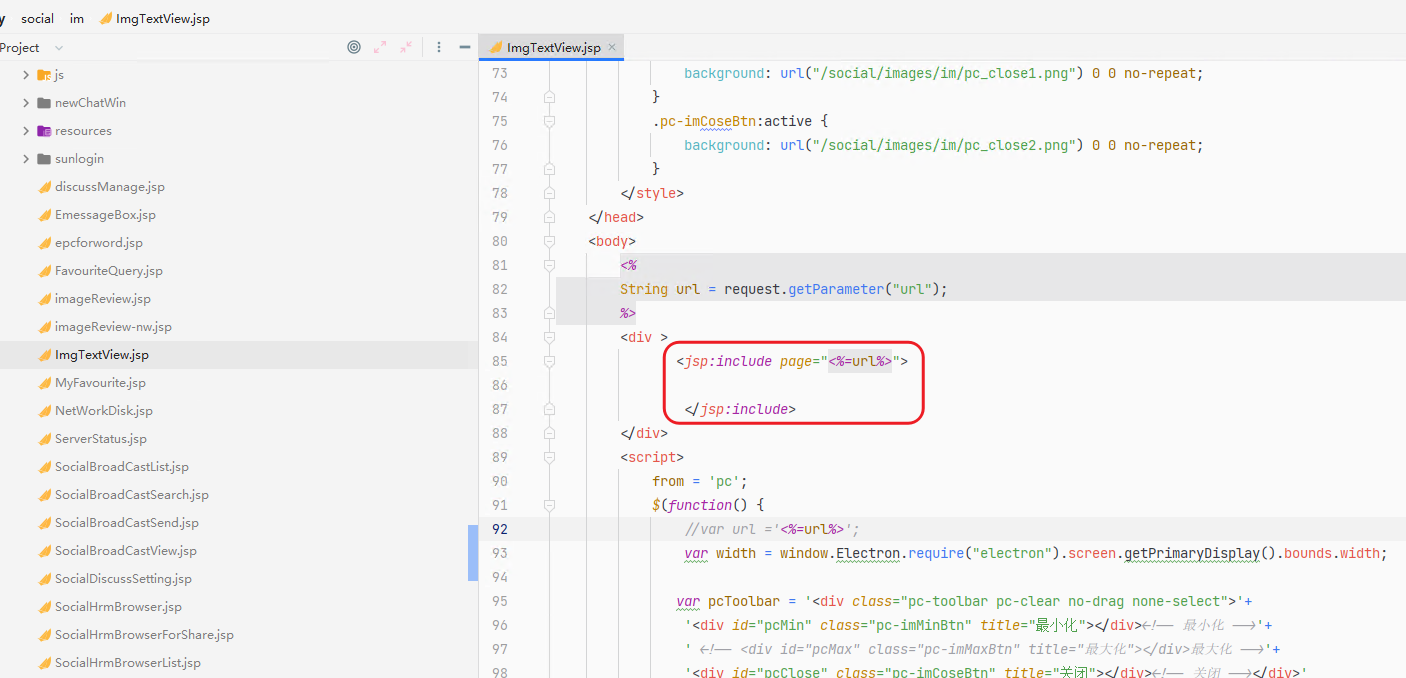 y social im ImgTextView.jsp
Project
js
newChatWin
resources
sunlogin
discussManage.jsp
EmessageBox.jsp
epcforword.jsp
FavouriteQuery.jsp
imageReview.jsp
imageReview-nw.jsp
ImgTextView.jsp
MyFavourite.jsp
NetWorkDisk.jsp
ServerStatus.jsp
SocialBroadCastList.jsp
SocialBroadCastSearch.jsp
SocialBroadCastSend.jsp
SocialBroadCastView.jsp
SocialDiscussSetting.jsp
SocialHrmBrowser.jsp
SocialHrmBrowserForShare.jsp
SocialHrmBrowserList.jsp
ImgTextView.jsp
73 background: url("/social/images/im/pc_close1.png") 0 0 no-repeat;
74 }
75 .pc-imCoseBtn:active {
76 background: url("/social/images/im/pc_close2.png") 0 0 no-repeat;
77 }
78 </style>
79 </head>
80 <body>
81 <%
82 String url = request.getParameter("url");
83 %>
84 <div >
85 <jsp:include page="<%=url%>">
86
87 </jsp:include>
88 </div>
89 <script>
90 from = 'pc';
91 $(function() {
92 //var url ='<%=url%>';
93 var width = window.Electron.require("electron").screen.getPrimaryDisplay().bounds.width;
94
95 var pcToolbar = '<div class="pc-toolbar pc-clear no-drag none-select">'+
96 '<div id="pcMin" class="pc-imMinBtn" title="最小化"></div><!-- 最小化 -->'+
97 ' <!-- <div id="pcMax" class="pc-imMaxBtn" title="最大化"></div>最大化 -->'+
98 '<div id="pcClose" class="pc-imCoseBtn" title="关闭"></div><!-- 关闭 --></div>'